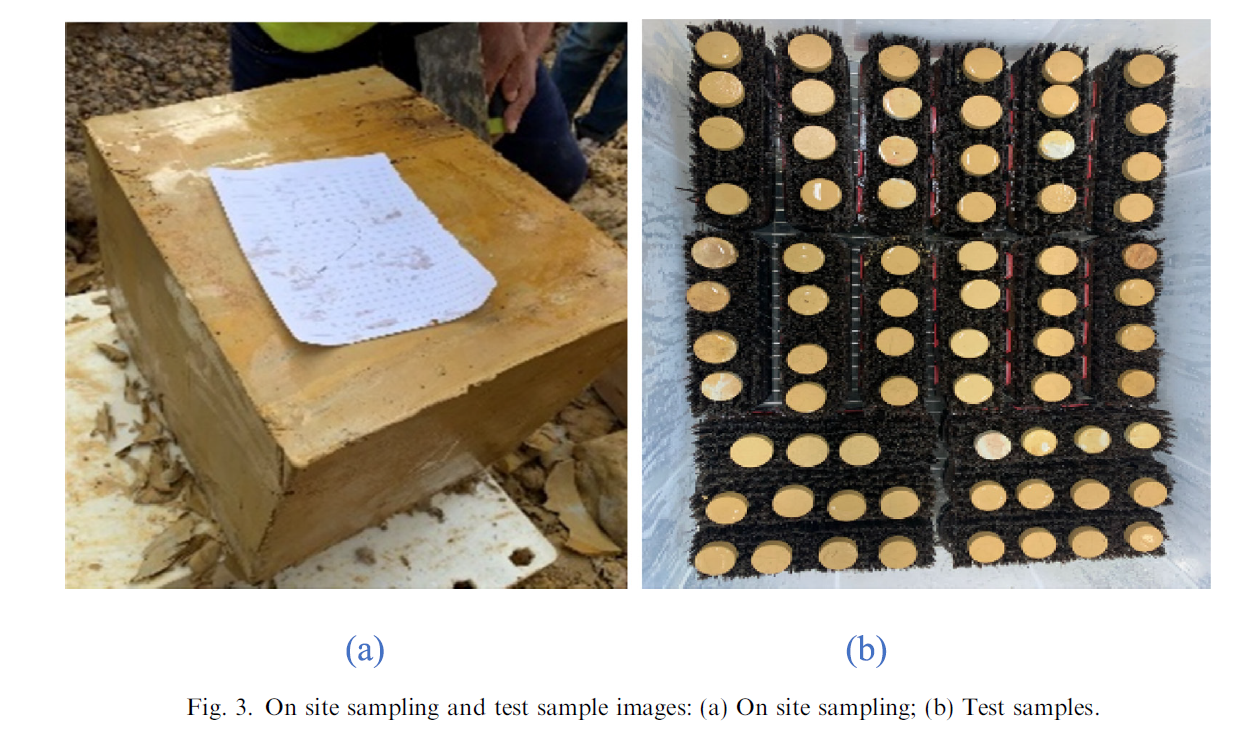 (a)
(b)
Fig. 3. On site sampling and test sample images: (a) On site sampling; (b) Test samples.